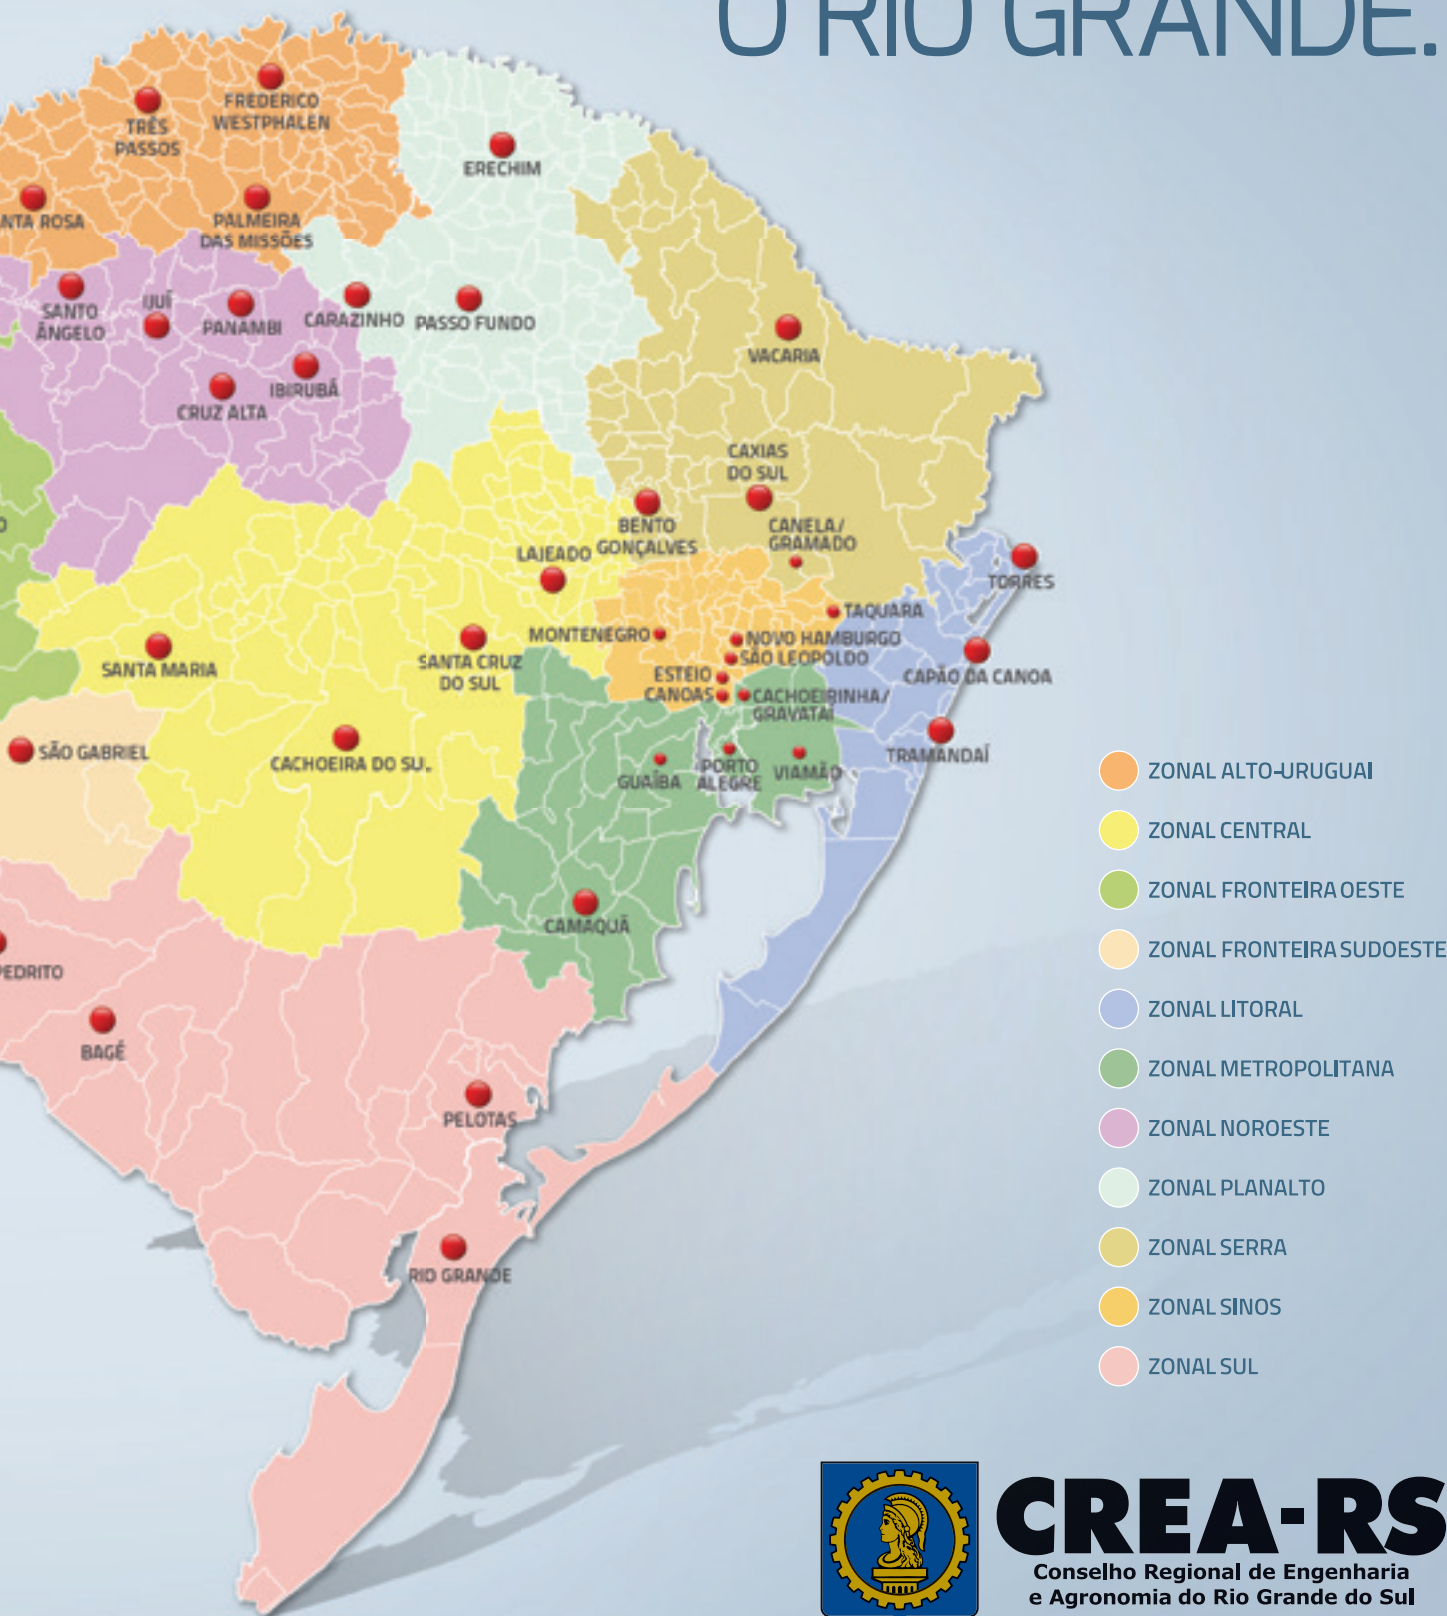 O RIO GRANDE.
FREDERICO
WESTPHALEN
TRÊS
PASSOS
ERECHIM
NTA ROSA
PALMEIRA
DAS MISSÕES
SANTO
ÂNGELO
IJUÍ
PANAMBI
CARAZINHO
PASSO FUNDO
VACARIA
IBIRUBÁ
CRUZ ALTA
CAXIAS
DO SUL
BENTO
GONÇALVES
CANELA/
GRAMADO
LAJEADO
TORRES
TAQUARA
MONTENEGRO
NOVO HAMBURGO
SÃO LEOPOLDO
SANTA MARIA
SANTA CRUZ
DO SUL
ESTEIO
CANOAS
CAPÃO DA CANOA
CACHOEIRINHA/
GRAVATAÍ
SÃO GABRIEL
CACHOEIRA DO SUL
TRAMANDAÍ
GUAÍBA
PORTO
ALEGRE
VIAMÃO
CAMAQUÃ
PEDRITO
BAGÉ
PELOTAS
RIO GRANDE
ZONAL ALTO-URUGUAI
ZONAL CENTRAL
ZONAL FRONTEIRA OESTE
ZONAL FRONTEIRA SUDOESTE
ZONAL LITORAL
ZONAL METROPOLITANA
ZONAL NOROESTE
ZONAL PLANALTO
ZONAL SERRA
ZONAL SINOS
ZONAL SUL
CREA-RS
Conselho Regional de Engenharia
e Agronomia do Rio Grande do Sul